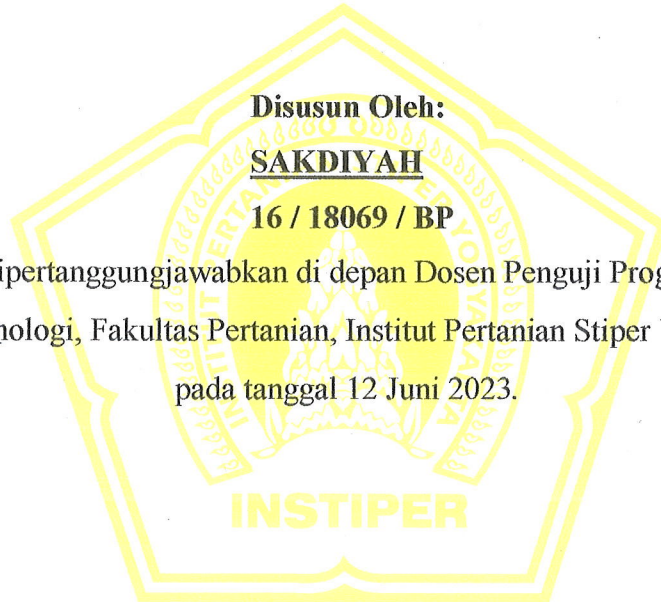 Disusun Oleh:
SAKDIYAH
16 / 18069 / BP
ipertanggungjawabkan di depan Dosen Penguji Prog
nologi, Fakultas Pertanian, Institut Pertanian Stiper
pada tanggal 12 Juni 2023.
INSTIPER